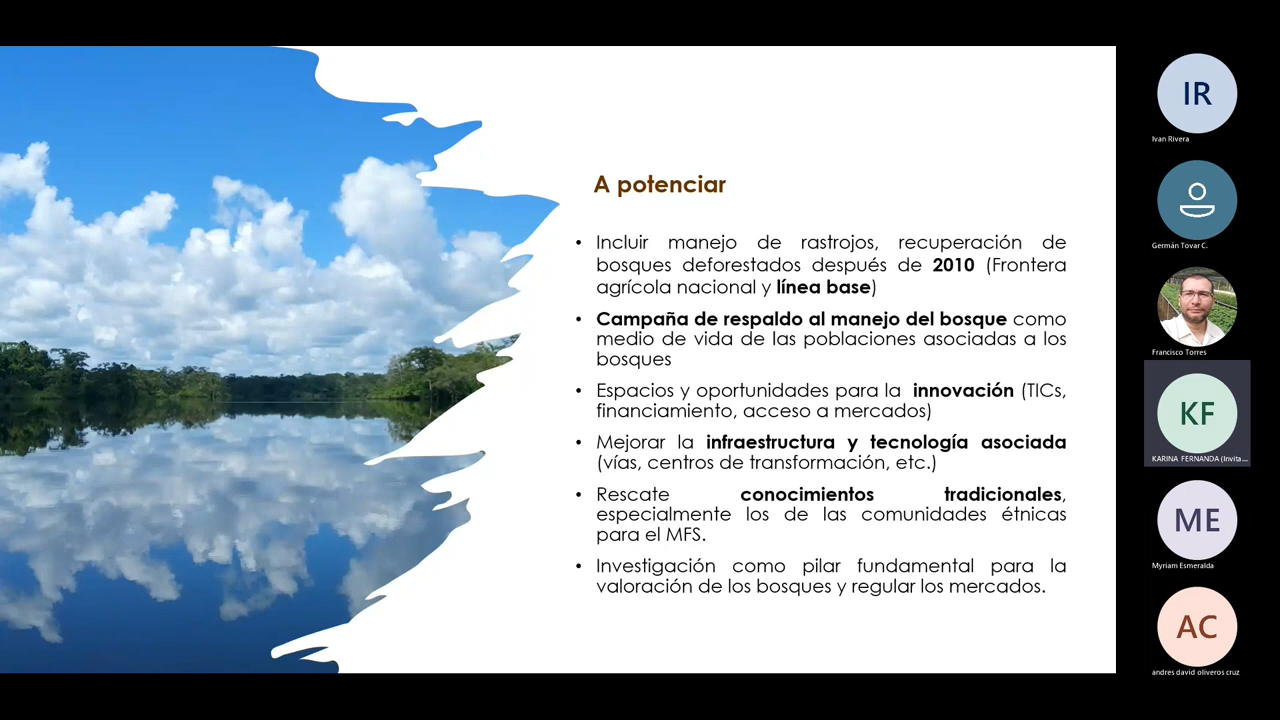 A potenciar
• Incluir manejo de rastrojos, recuperación de
bosques deforestados después de 2010 (Frontera
agrícola nacional y línea base)
• Campaña de respaldo al manejo del bosque como
medio de vida de las poblaciones asociadas a los
bosques
• Espacios y oportunidades para la innovación (TICs,
financiamiento, acceso a mercados)
• Mejorar la infraestructura y tecnología asociada
(vías, centros de transformación, etc.)
• Rescate conocimientos tradicionales,
especialmente los de las comunidades étnicas
para el MFS.
• Investigación como pilar fundamental para la
valoración de los bosques y regular los mercados.
IR
Ivan Rivera
Germán Tovar C.
Francisco Torres
KF
KARINA FERNANDA (Invita...
ME
Myriam Esmeralda
AC
andres david oliveros cruz